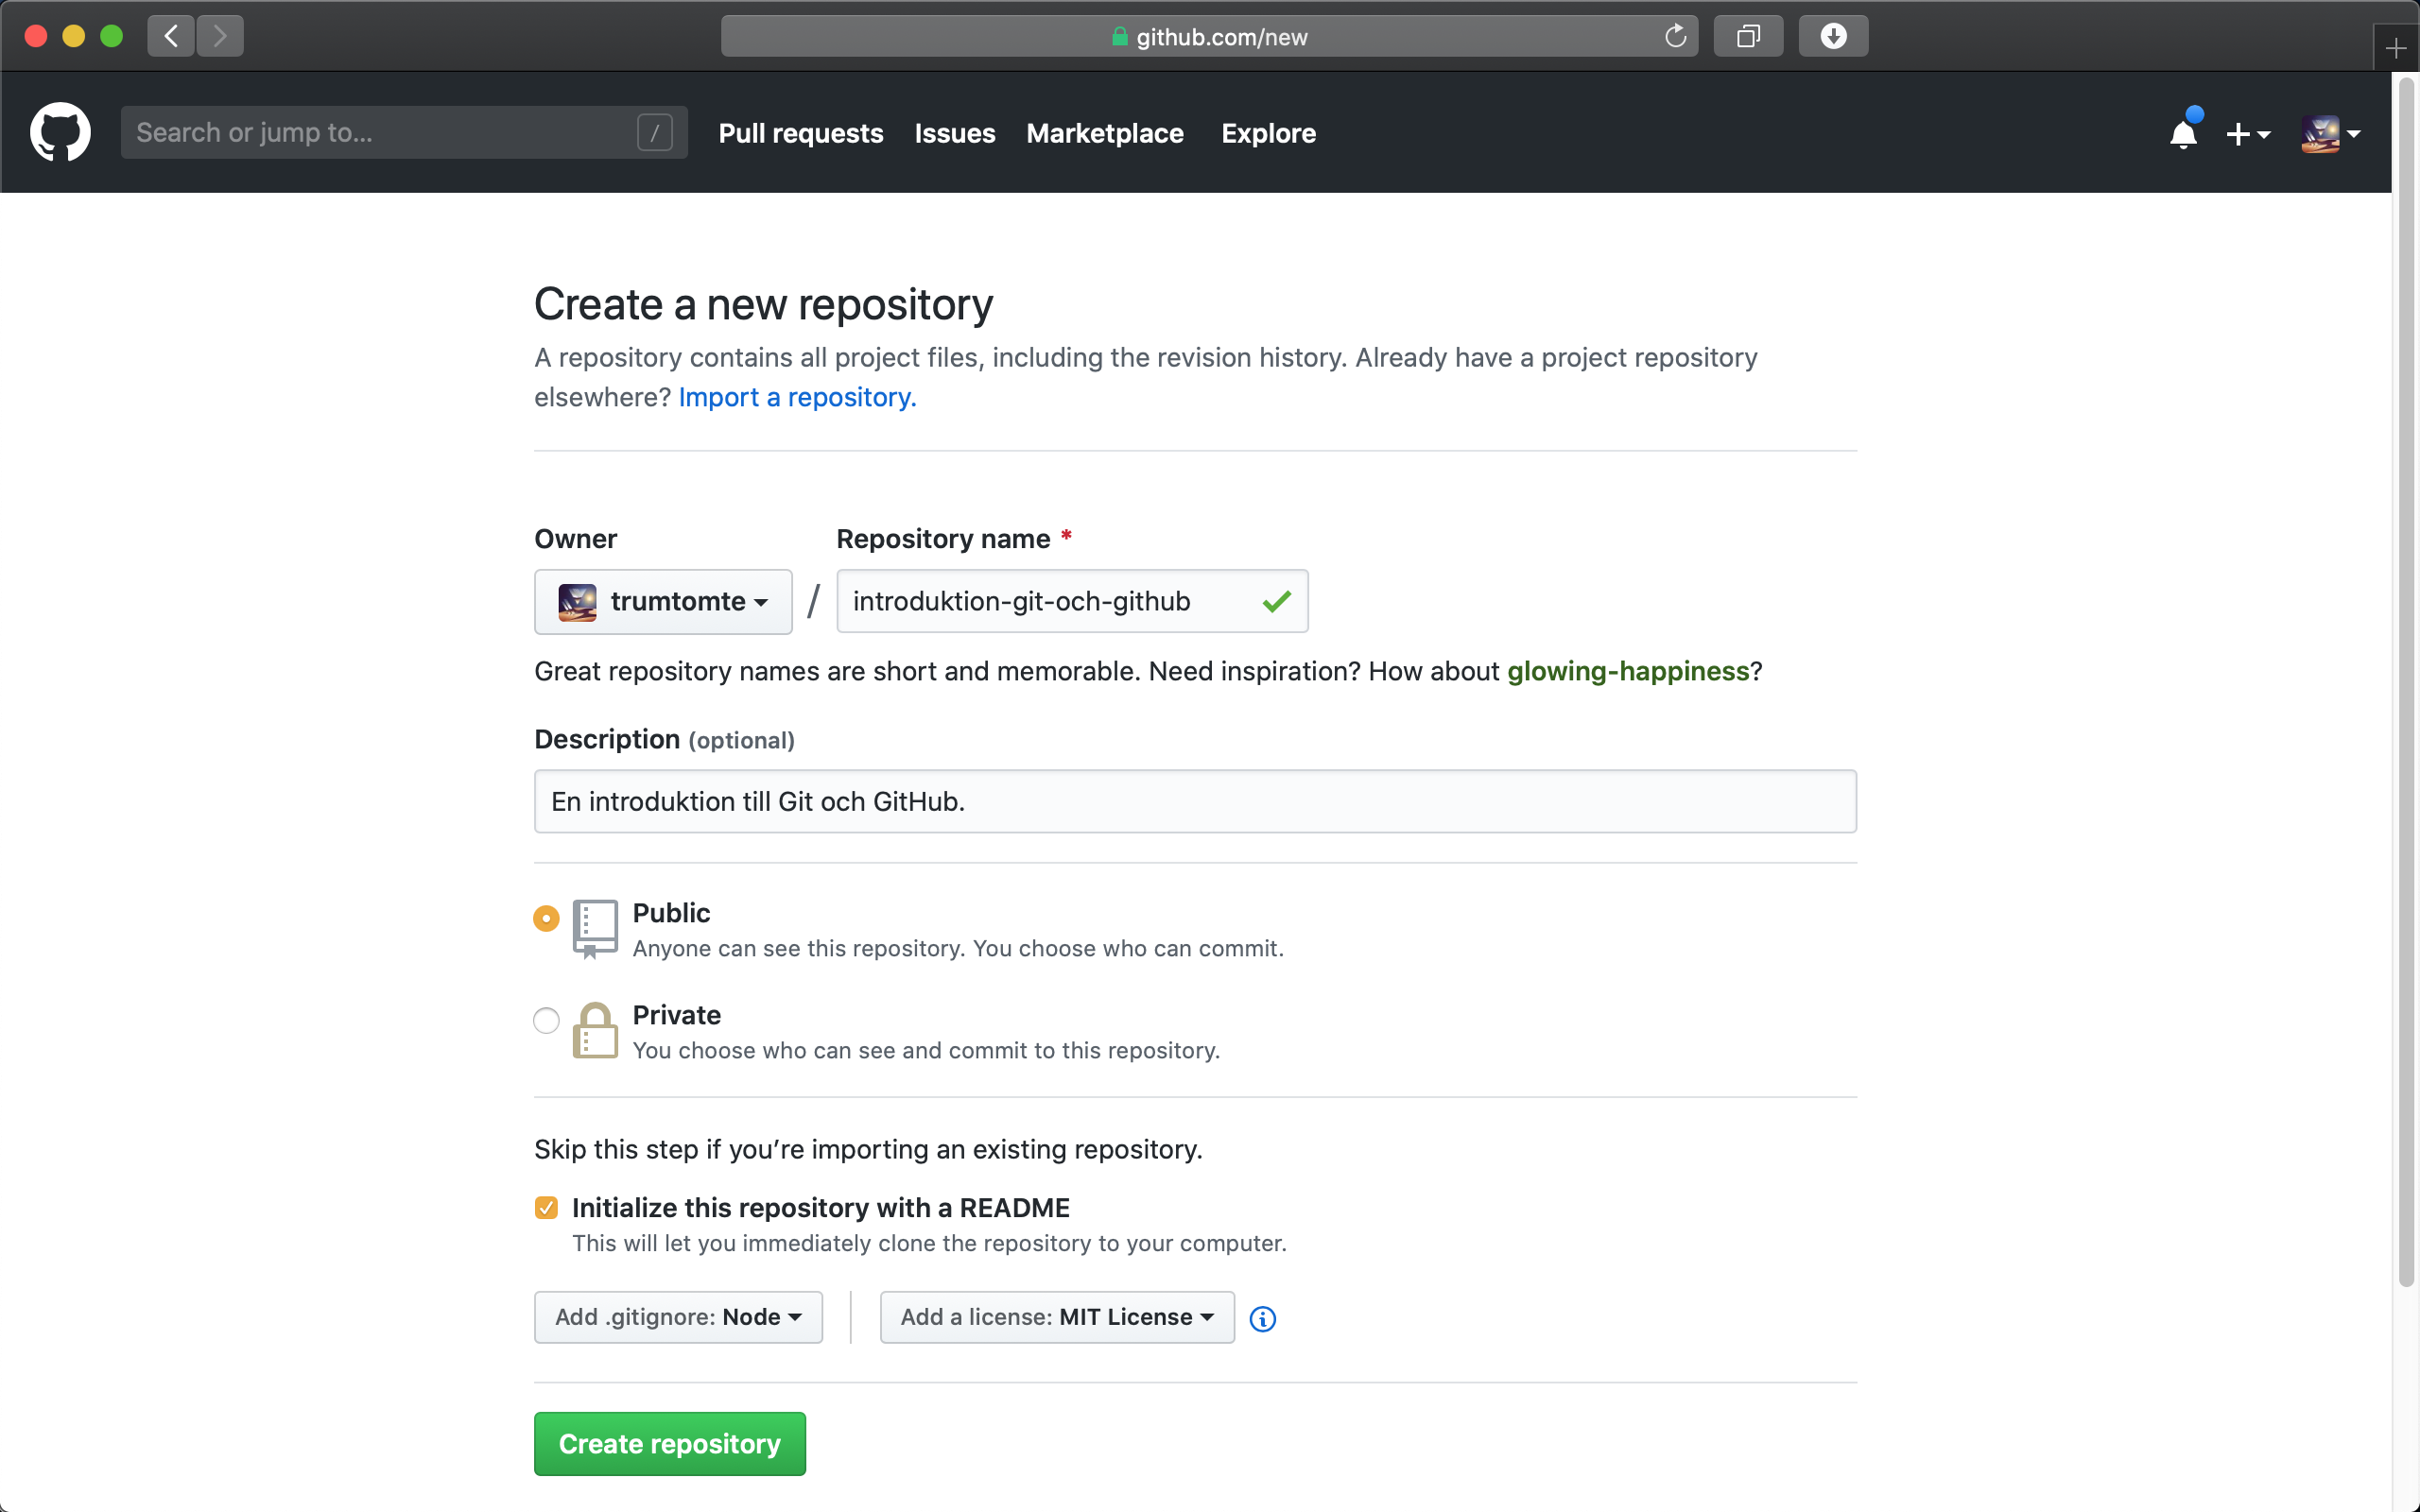 github.com/new
Search or jump to... /
Pull requests Issues Marketplace Explore
Create a new repository
A repository contains all project files, including the revision history. Already have a project repository
elsewhere? Import a repository.
Owner Repository name *
trumtomte / introduktion-git-och-github
Great repository names are short and memorable. Need inspiration? How about glowing-happiness?
Description (optional)
En introduktion till Git och GitHub.
Public
Anyone can see this repository. You choose who can commit.
Private
You choose who can see and commit to this repository.
Skip this step if you’re importing an existing repository.
Initialize this repository with a README
This will let you immediately clone the repository to your computer.
Add .gitignore: Node Add a license: MIT License
Create repository